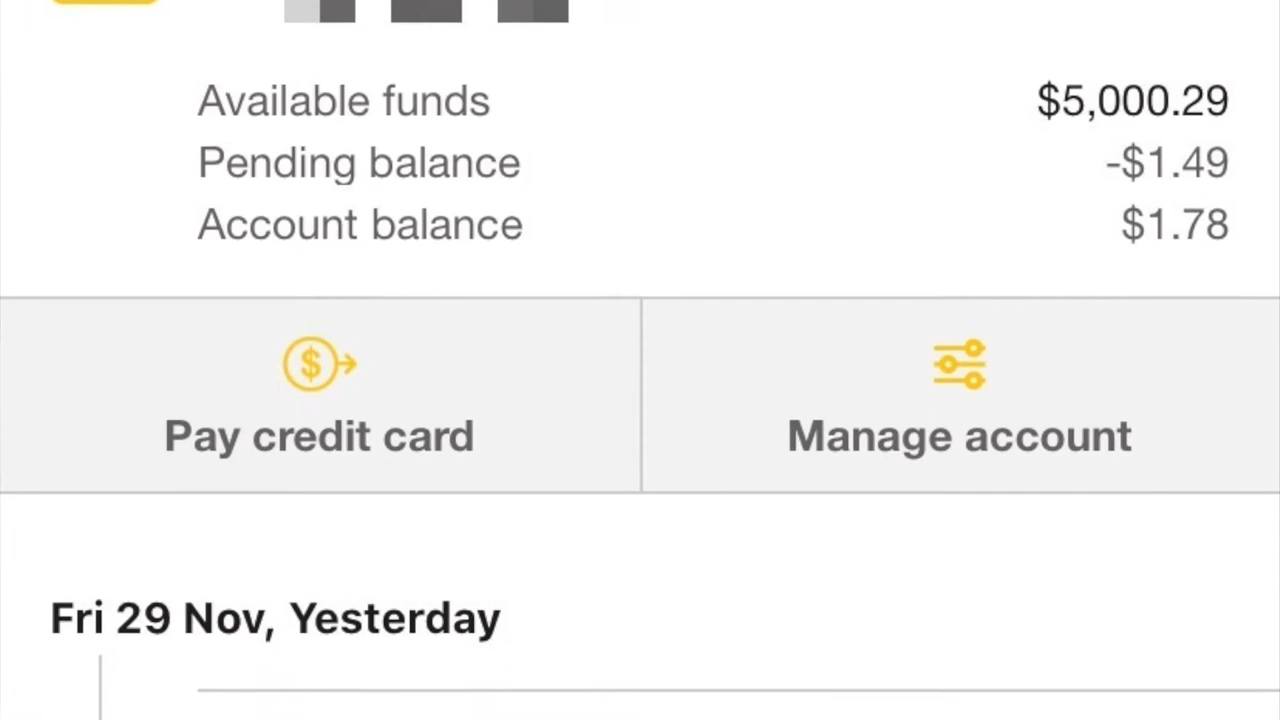 Available funds $5,000.29
Pending balance -$1.49
Account balance $1.78
Pay credit card Manage account
Fri 29 Nov, Yesterday